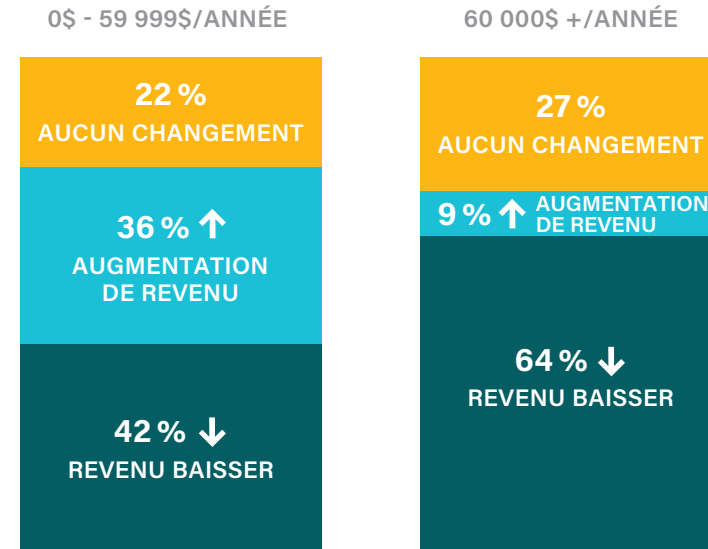 0$ - 59 999$/ANNÉE
22 %
AUCUN CHANGEMENT
36 % ↑
AUGMENTATION
DE REVENU
42 % ↓
REVENU BAISSER
60 000$ +/ANNÉE
27 %
AUCUN CHANGEMENT
9 % ↑ AUGMENTATION
DE REVENU
64 % ↓
REVENU BAISSER